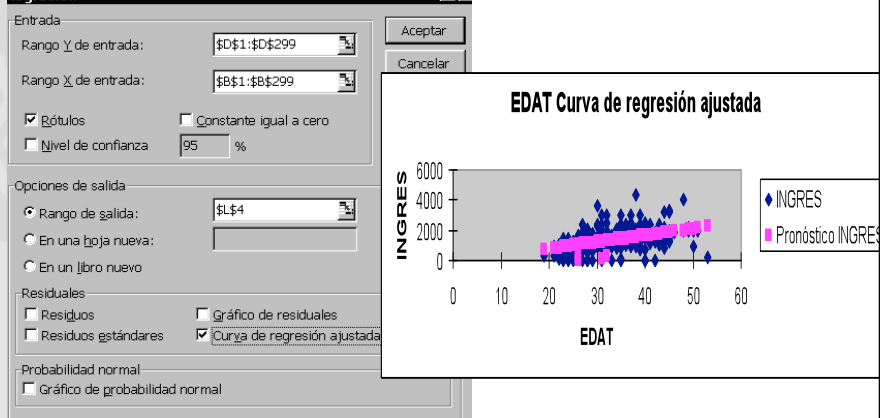 Entrada
Rango Y de entrada: $D$1:$D$299
Rango X de entrada: $B$1:$B$299
Rótulos Constante igual a cero
Nivel de confianza 95 %
Aceptar
Cancelar
Opciones de salida
Rango de salida: $L$4
En una hoja nueva:
En un libro nuevo
Residuales
Residuos Gráfico de residuales
Residuos estándares Curva de regresión ajustada
Probabilidad normal
Gráfico de probabilidad normal
EDAT Curva de regresión ajustada
INGRES
6000
4000
2000
0
0 10 20 30 40 50 60
EDAT
INGRES
Pronóstico INGRES